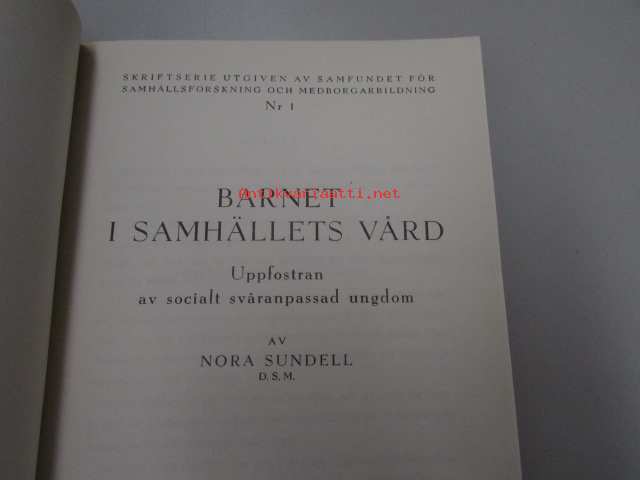 SKRIFTSERIE UTGIVEN AV SAMFUNDET FÖR
SAMHÄLLSFORSKNING OCH MEDBORGARBILDNING
Nr 1
BARNET
Antikvariaatti.net
I SAMHÄLLETS VÅRD
Uppfostran
av socialt svåranpassad ungdom
AV
NORA SUNDELL
D. S. M.